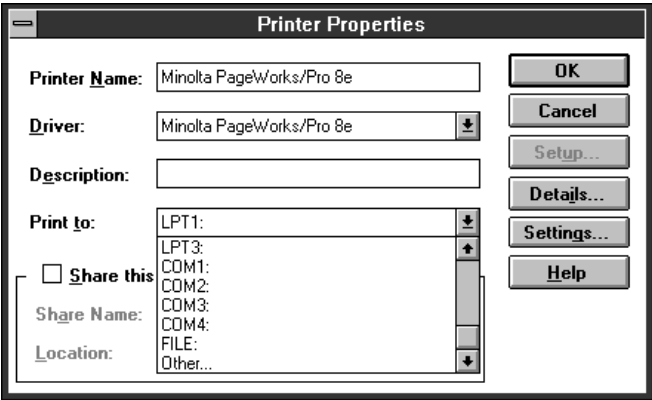 Printer Properties
Printer Name: Minolta PageWorks/Pro 8e
Driver: Minolta PageWorks/Pro 8e
Description:
Print to: LPT1:
LPT3:
COM1:
COM2:
COM3:
COM4:
FILE:
Other...
Share this
Share Name:
Location:
OK
Cancel
Setup...
Details...
Settings...
Help